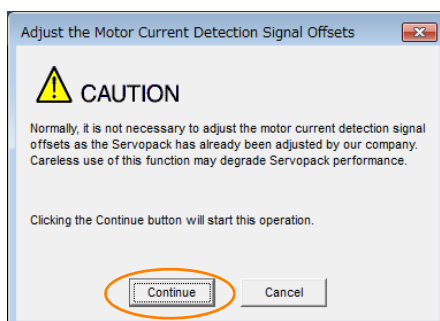 Adjust the Motor Current Detection Signal Offsets
CAUTION
Normally, it is not necessary to adjust the motor current detection signal
offsets as the Servopack has already been adjusted by our company.
Careless use of this function may degrade Servopack performance.
Clicking the Continue button will start this operation.
Continue
Cancel